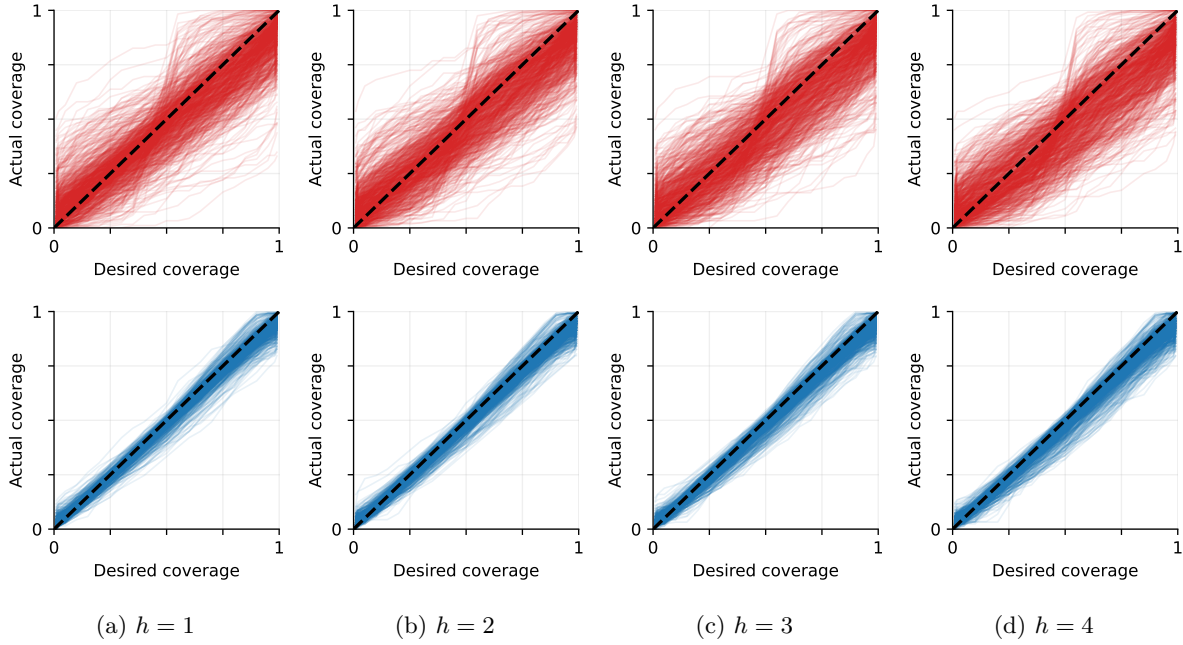 1 1 1 1
Actual coverage Actual coverage Actual coverage Actual coverage
0 0 0 0
0 1 0 1 0 1 0 1
Desired coverage Desired coverage Desired coverage Desired coverage
1 1 1 1
Actual coverage Actual coverage Actual coverage Actual coverage
0 0 0 0
0 1 0 1 0 1 0 1
Desired coverage Desired coverage Desired coverage Desired coverage
(a) h = 1 (b) h = 2 (c) h = 3 (d) h = 4